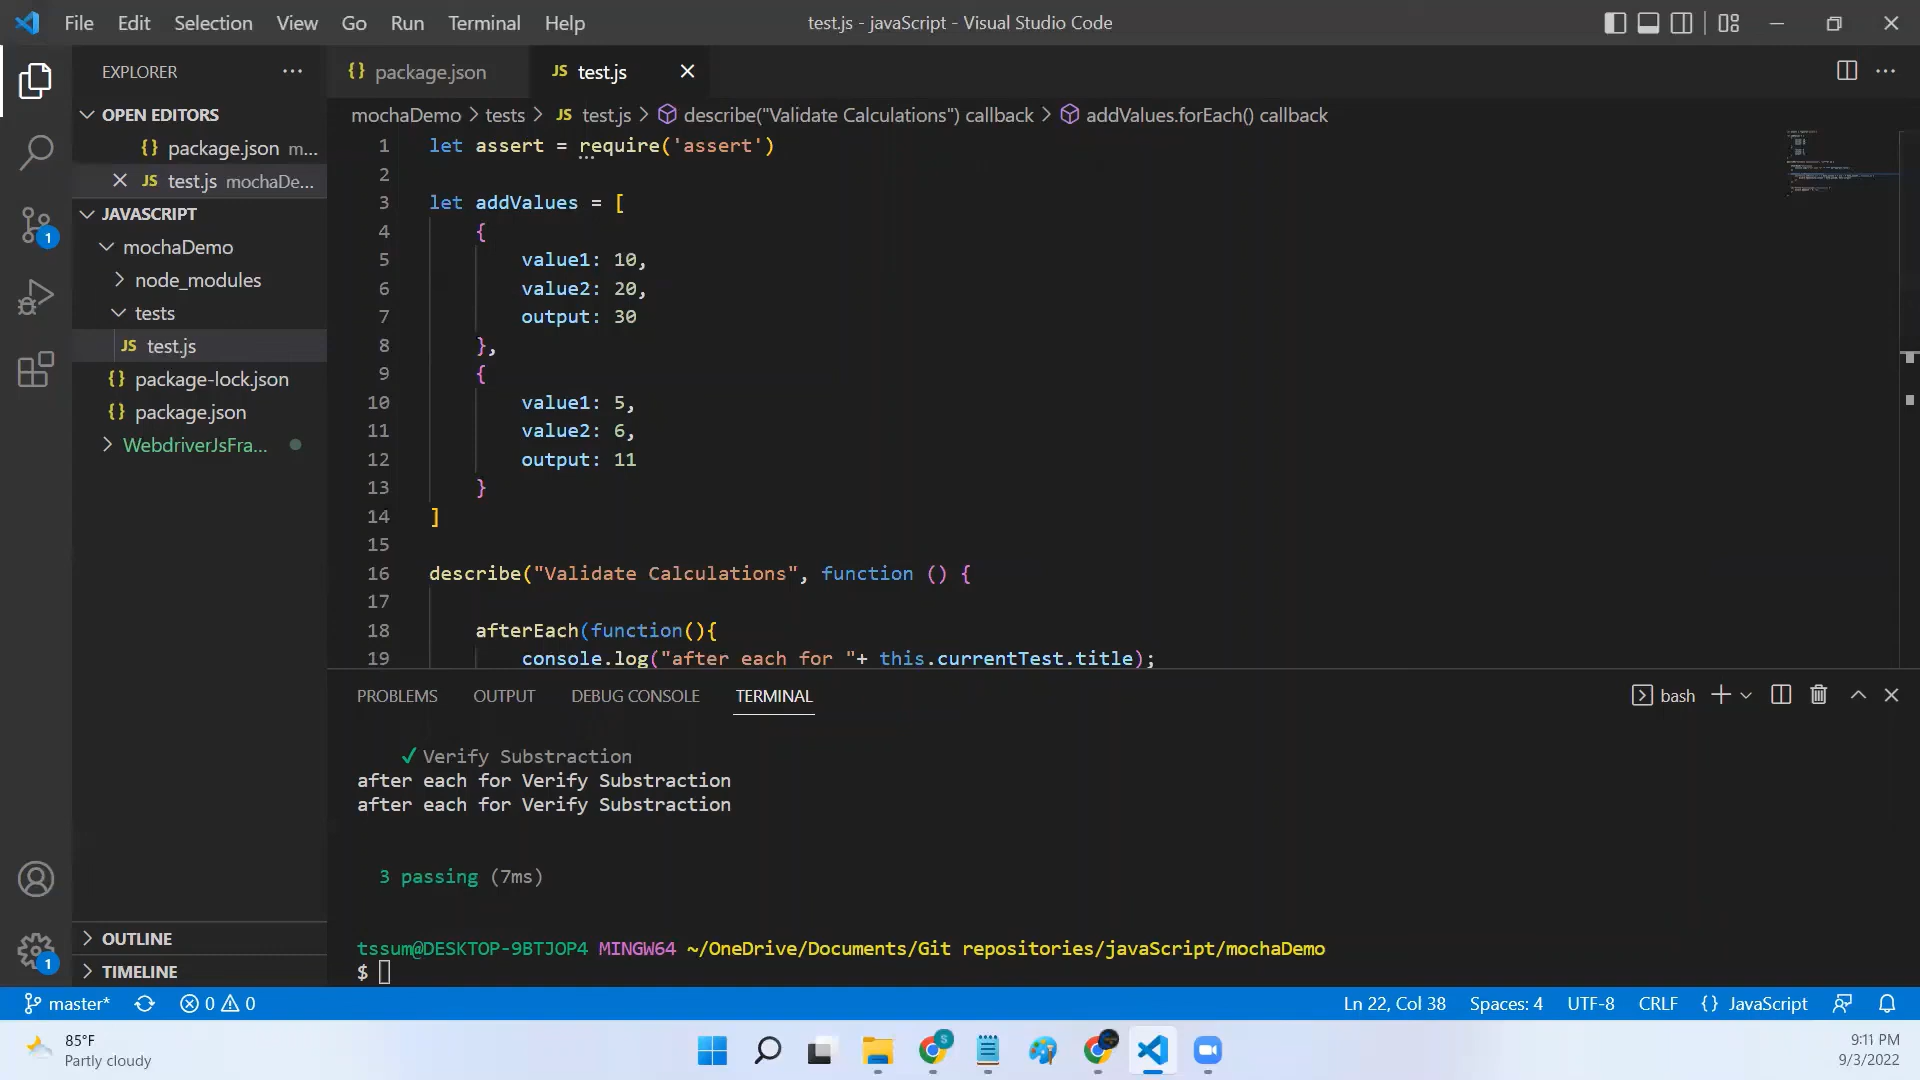 File Edit Selection View Go Run Terminal Help
test.js - javaScript - Visual Studio Code
EXPLORER
OPEN EDITORS
{} package.json m...
JS test.js mochaDe...
JAVASCRIPT
mochaDemo
node_modules
tests
JS test.js
{} package-lock.json
{} package.json
WebdriverJsFra...
OUTLINE
TIMELINE
1
1
{} package.json
JS test.js
mochaDemo > tests > JS test.js > describe("Validate Calculations") callback > addValues.forEach() callback
1 let assert = require('assert')
2
3 let addValues = [
4 {
5 value1: 10,
6 value2: 20,
7 output: 30
8 },
9 {
10 value1: 5,
11 value2: 6,
12 output: 11
13 }
14 ]
15
16 describe("Validate Calculations", function () {
17
18 afterEach(function(){
19 console.log("after each for "+ this.currentTest.title);
PROBLEMS OUTPUT DEBUG CONSOLE TERMINAL
bash
✓ Verify Substraction
after each for Verify Substraction
after each for Verify Substraction
3 passing (7ms)
tssum@DESKTOP-9BTJOP4 MINGW64 ~/OneDrive/Documents/Git repositories/javaScript/mochaDemo
$
master* 0 0
Ln 22, Col 38 Spaces: 4 UTF-8 CRLF {} JavaScript
85°F
Partly cloudy
S
9:11 PM
9/3/2022